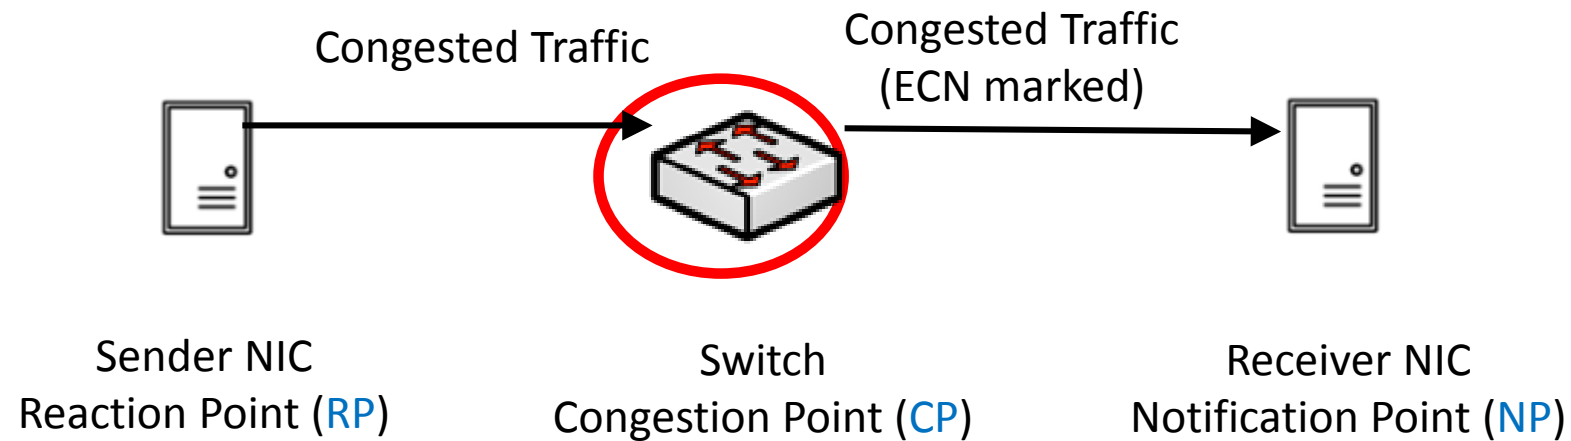 Congested Traffic
Congested Traffic
(ECN marked)
Sender NIC
Reaction Point (RP)
Switch
Congestion Point (CP)
Receiver NIC
Notification Point (NP)